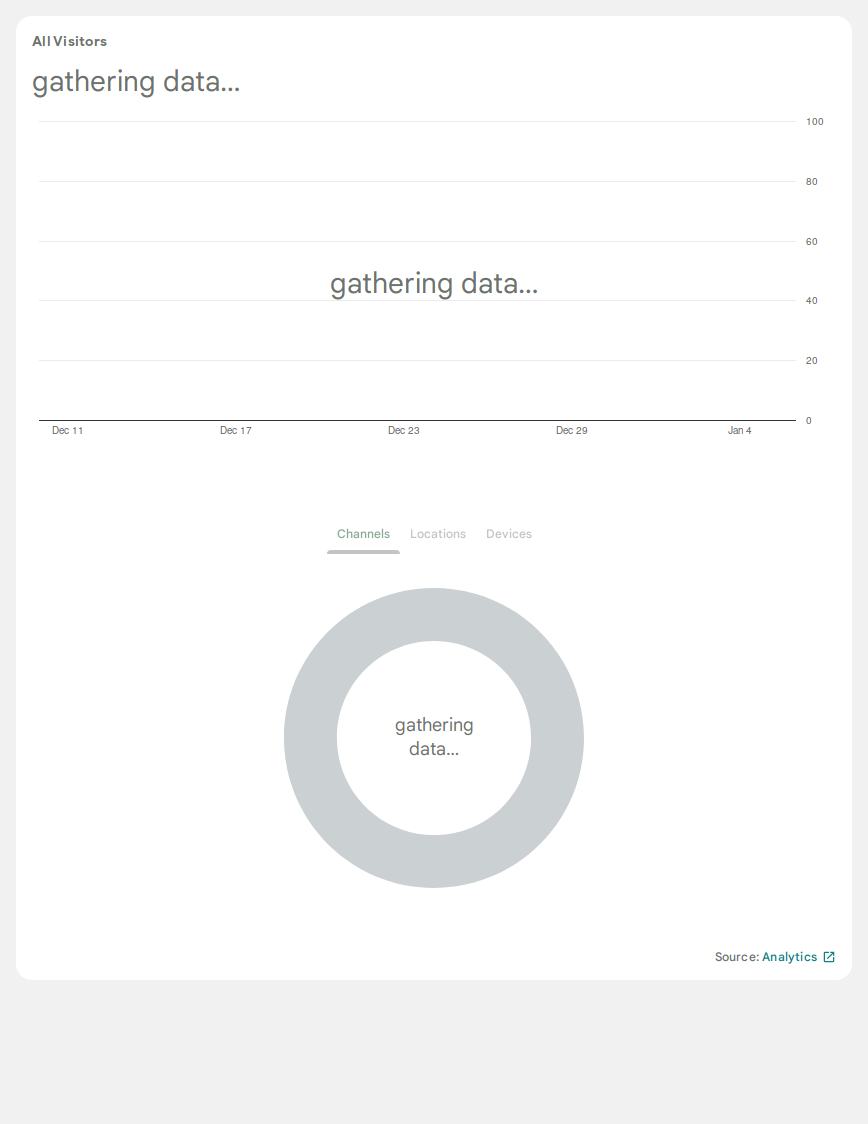 All Visitors
gathering data...
100
80
60
gathering data...
40
20
0
Dec 11 Dec 17 Dec 23 Dec 29 Jan 4
Channels Locations Devices
gathering
data...
Source: Analytics